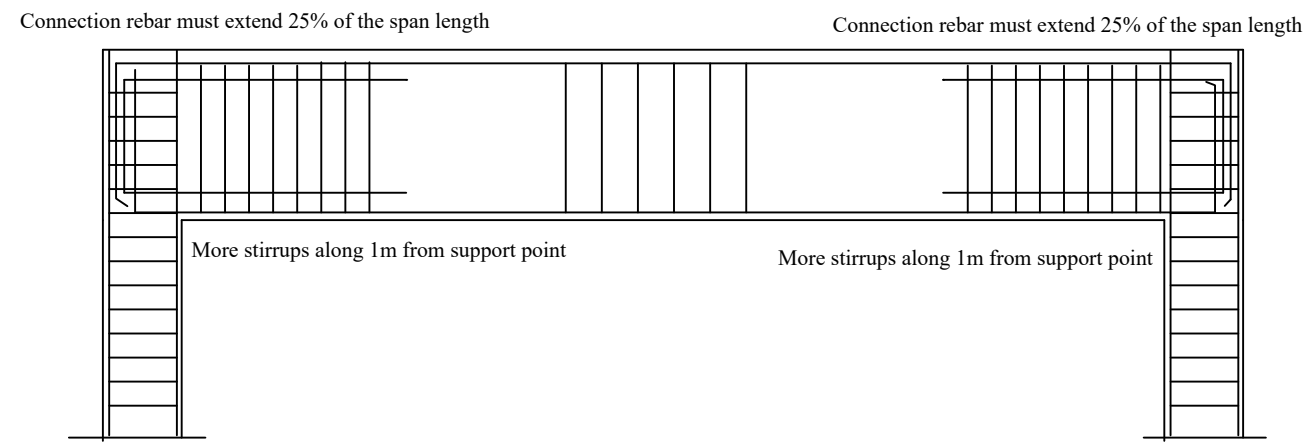 Connection rebar must extend 25% of the span length
Connection rebar must extend 25% of the span length
More stirrups along 1m from support point
More stirrups along 1m from support point